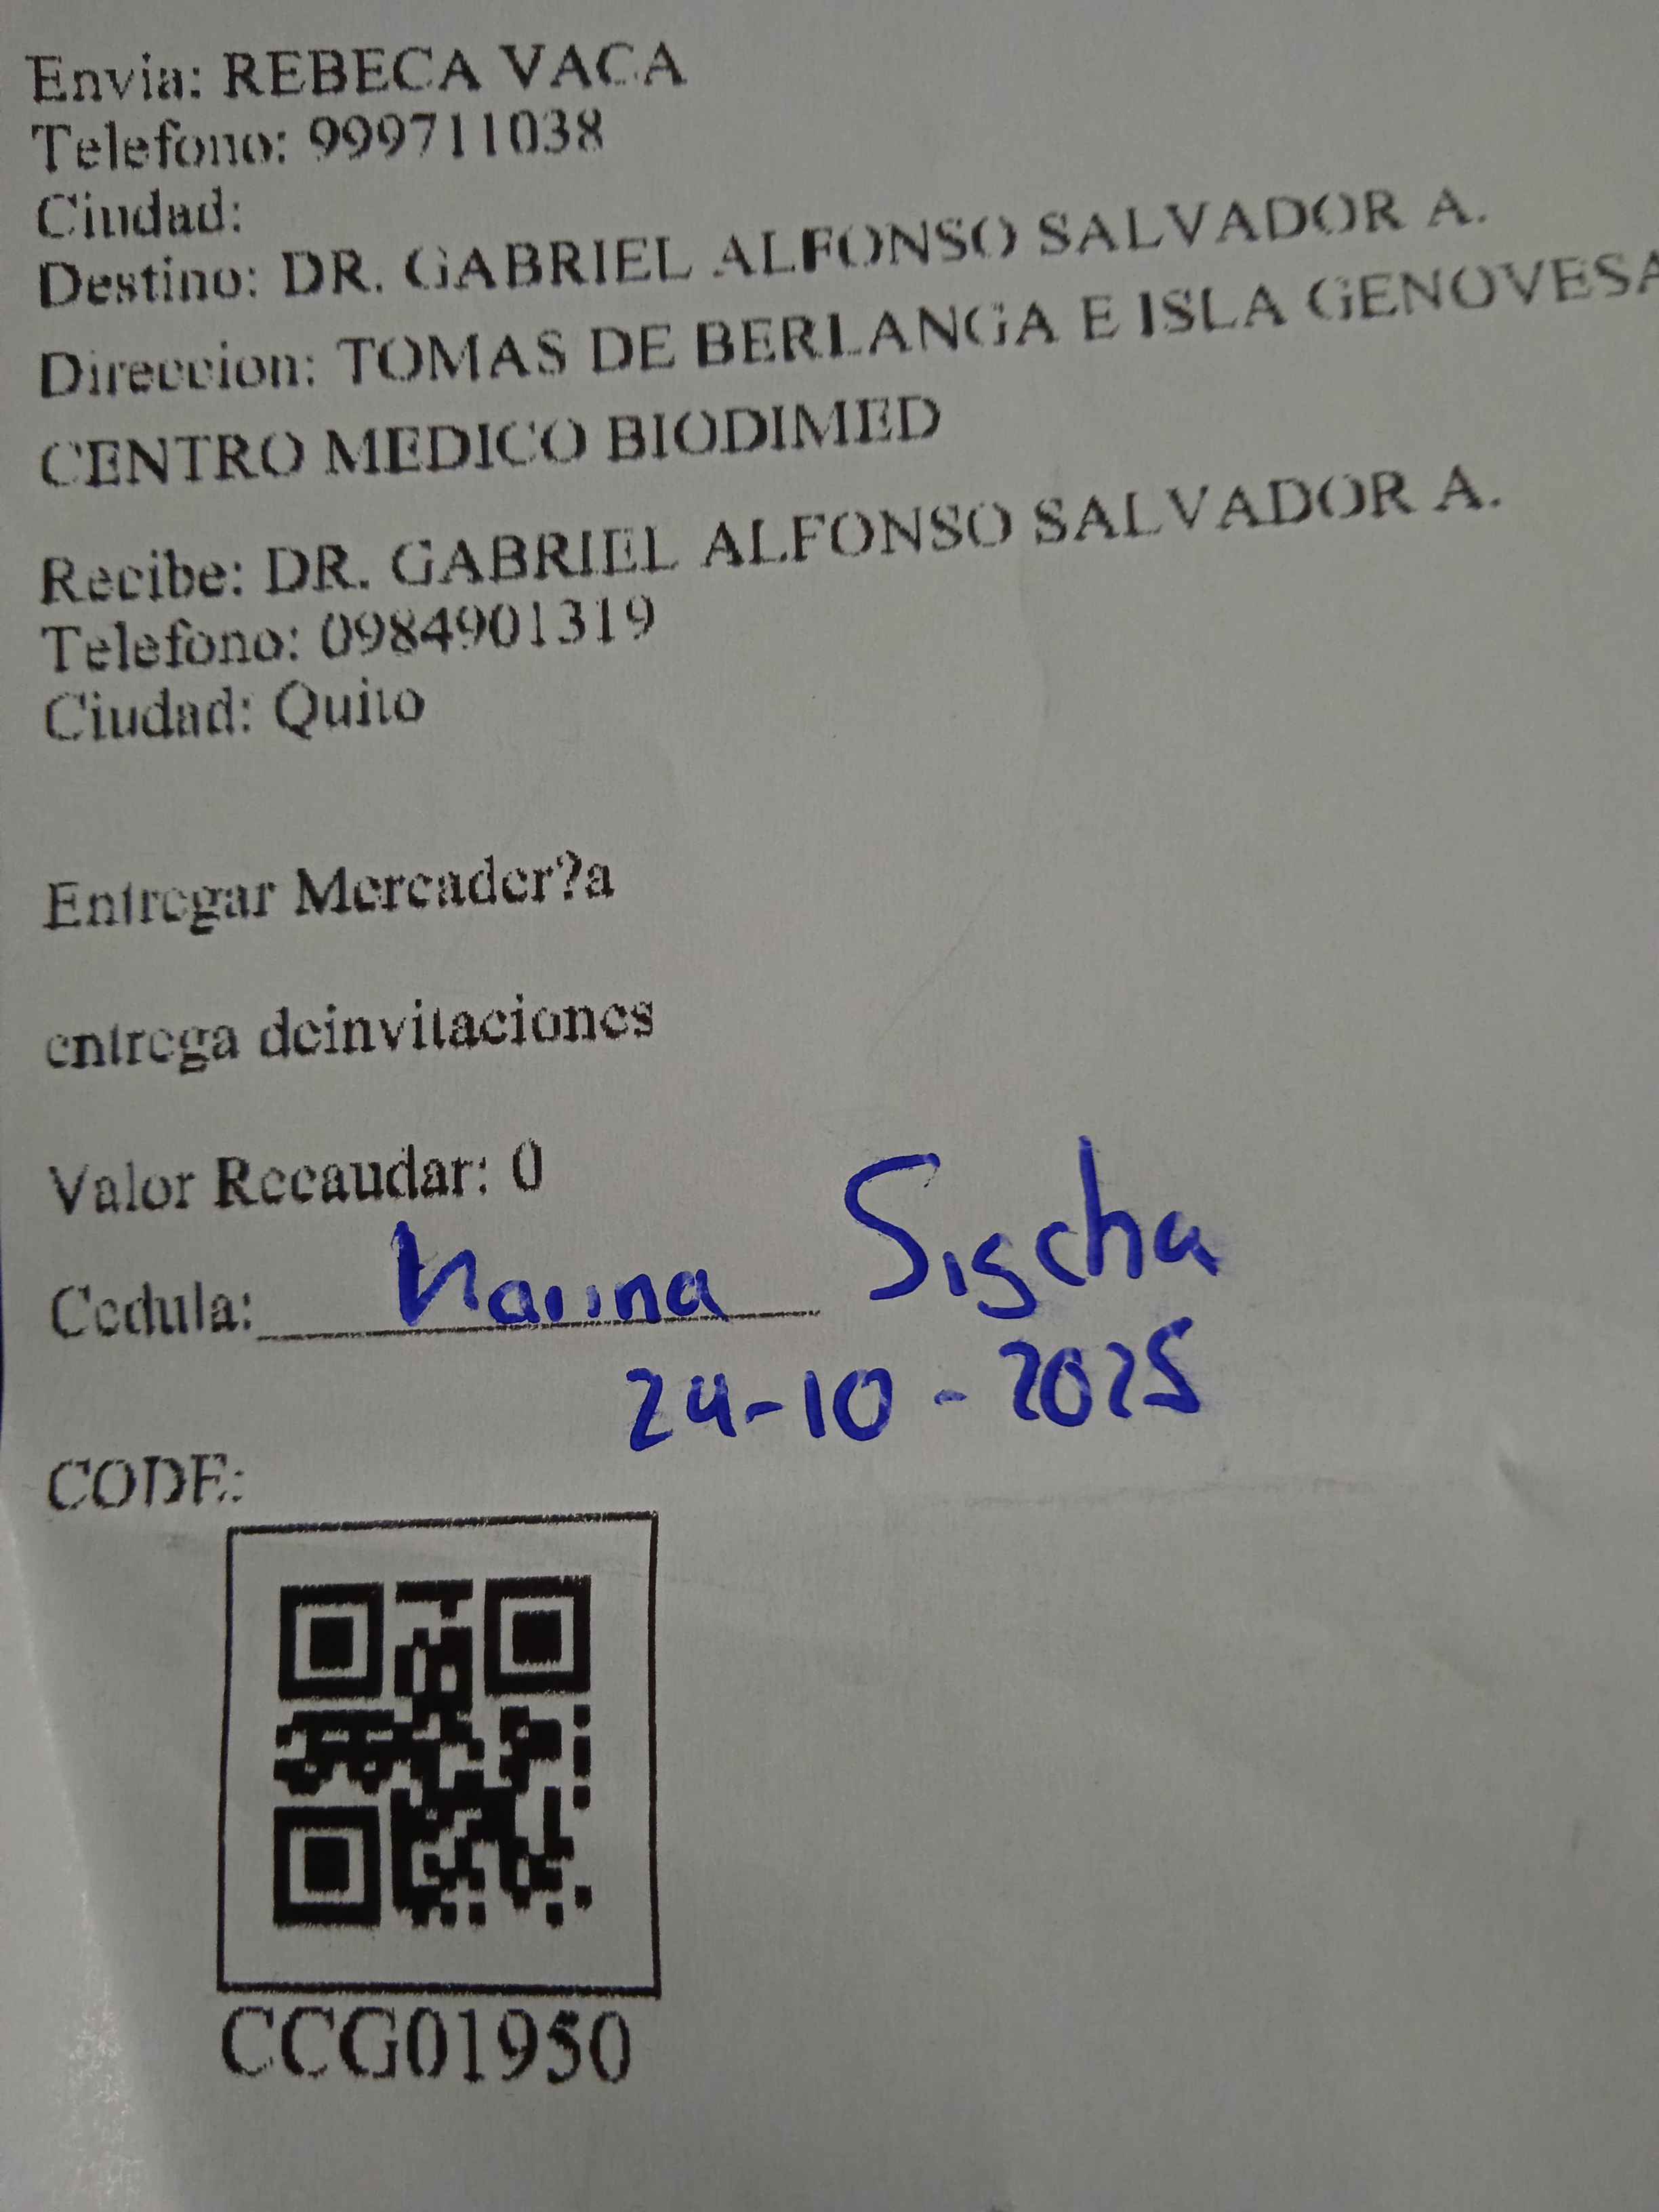 Envia: REBECA VACA
Telefono: 999711038
Ciudad:
Destino: DR. GABRIEL ALFONSO SALVADOR A.
Direccion: TOMAS DE BERLANGA E ISLA GENOVESA
CENTRO MEDICO BIODIMED
Recibe: DR. GABRIEL ALFONSO SALVADOR A.
Telefono: 0984901319
Ciudad: Quito
Entregar Mercader?a
entrega deinvitaciones
Valor Recaudar: 0
Cedula: Karina Sigcha
24-10-2025
CODE:
CCG01950